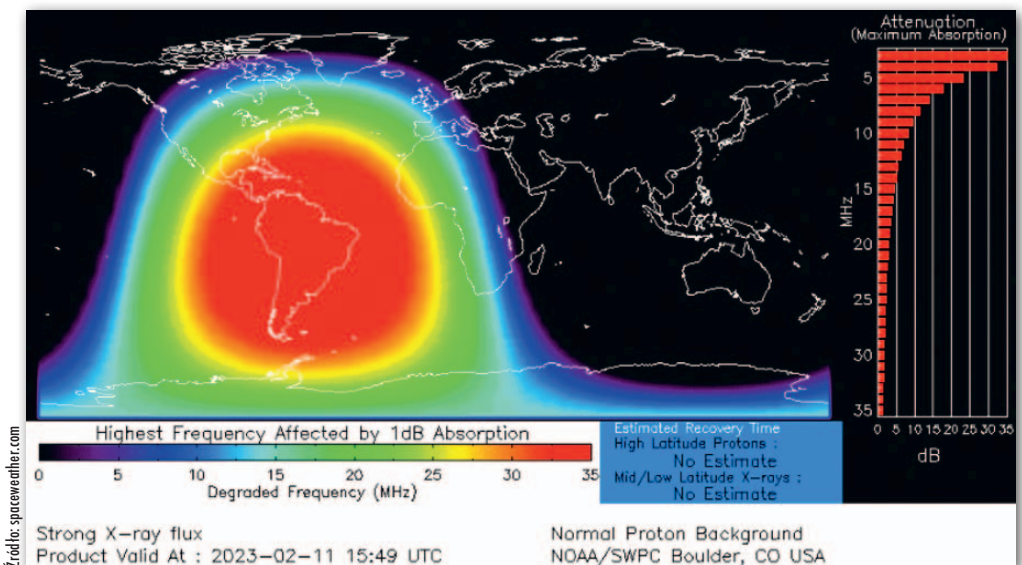 Attenuation
(Maximum Absorption)
5
10
15
20
25
30
35
MHz
0 5 10 15 20 25 30 35
dB
Highest Frequency Affected by 1dB Absorption
0 5 10 15 20 25 30 35
Degraded Frequency (MHz)
Estimated Recovery Time
High Latitude Protons :
No Estimate
Mid/Low Latitude X-rays :
No Estimate
Strong X-ray flux
Product Valid At : 2023-02-11 15:49 UTC
Normal Proton Background
NOAA/SWPC Boulder, CO USA
Źródło: spaceweather.com